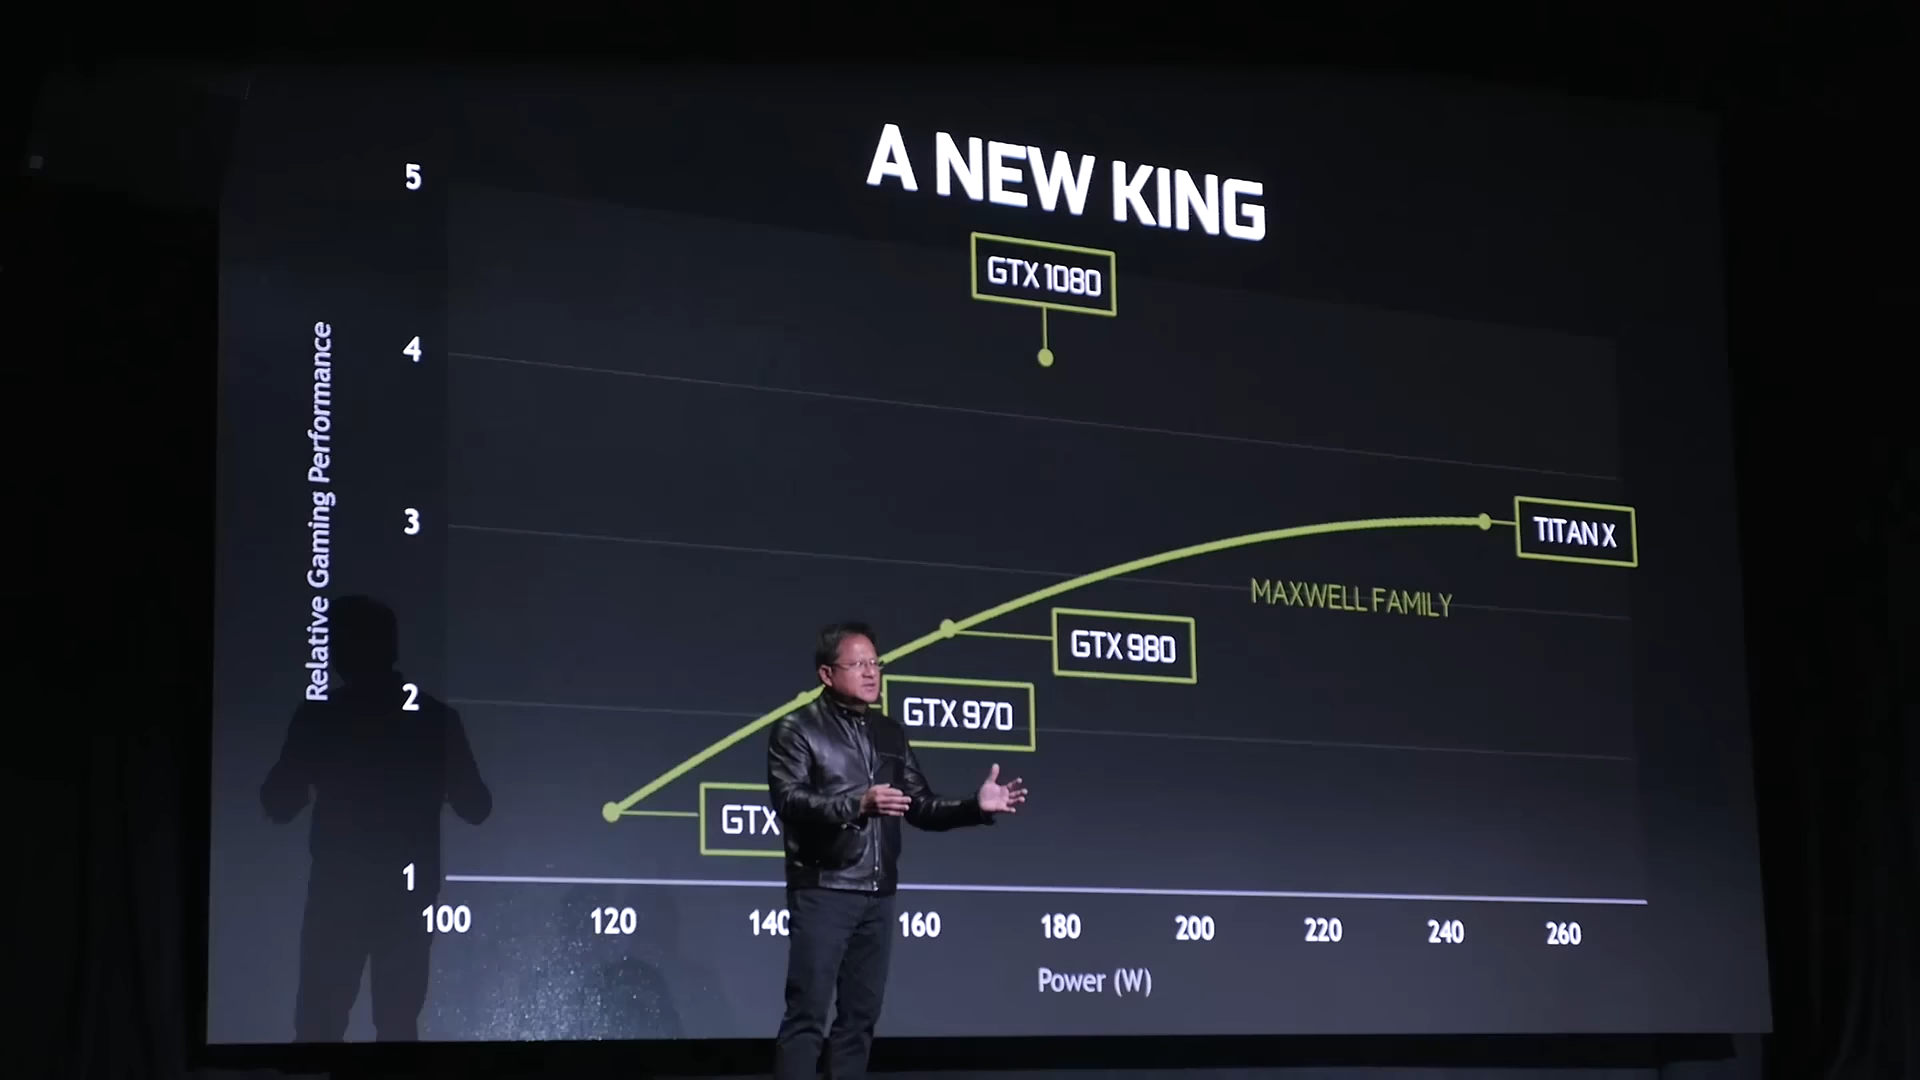 A NEW KING
5
GTX 1080
4
Relative Gaming Performance
3
TITAN X
MAXWELL FAMILY
GTX 980
2
GTX 970
GTX
1
100 120 140 160 180 200 220 240 260
Power (W)